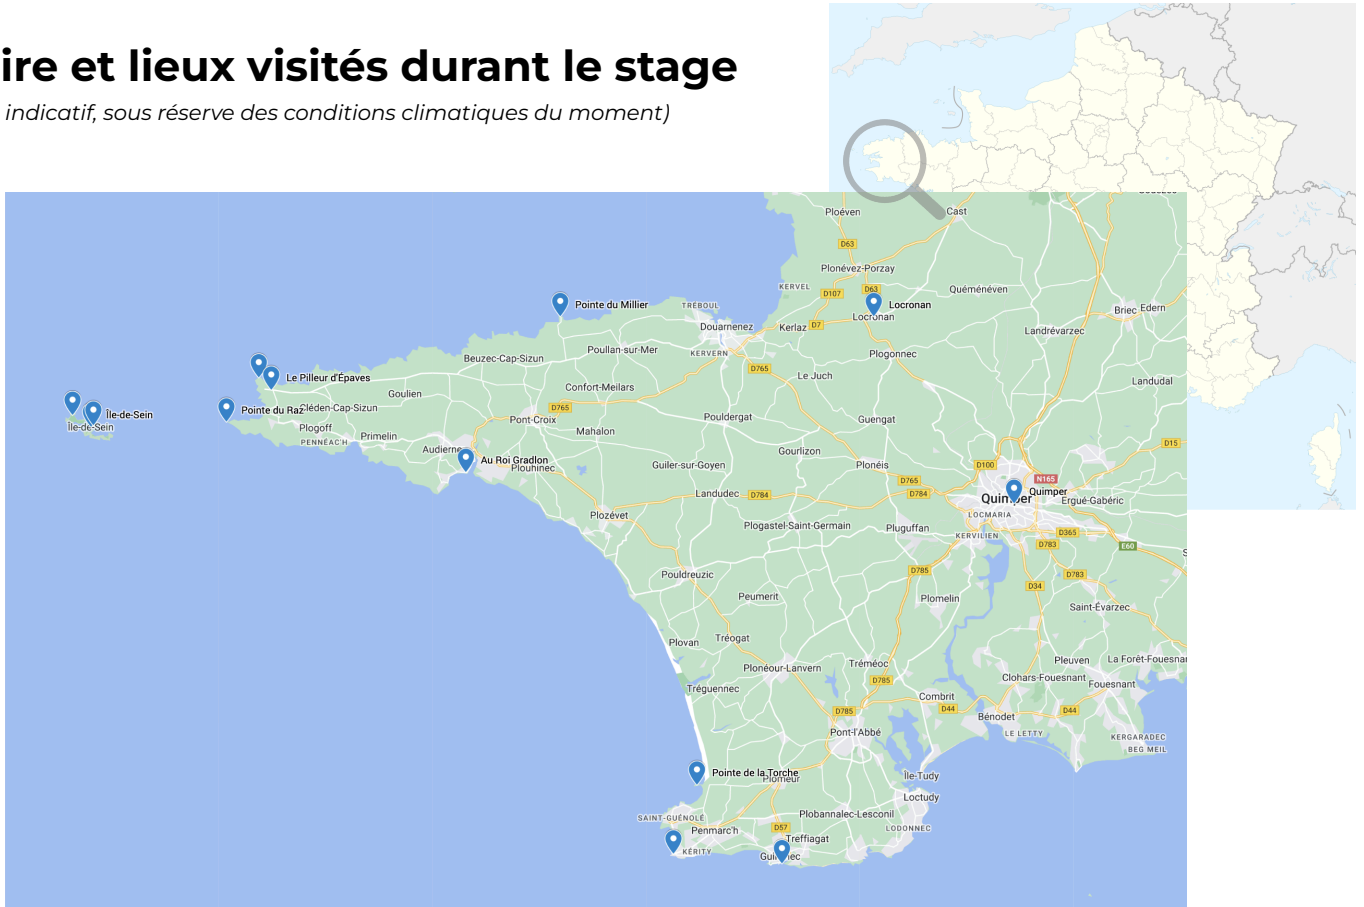 ire et lieux visités durant le stage
indicatif, sous réserve des conditions climatiques du moment)
Ploéven
Cast
D63
Plonévez-Porzay
KERVEL
D107
D63
Quéménéven
Pointe du Millier
TRÉBOUL
Locronan
Locronan
Briec
Edern
Douarnenez
Kerlaz
D7
Landrévarzec
Beuzec-Cap-Sizun
Poullan-sur-Mer
KERVERN
Plogonnec
D765
Le Pilleur d'Épaves
Le Juch
Landudal
Goulien
Confort-Meilars
Pointe du Raz
Cléden-Cap-Sizun
D765
Île-de-Sein
Île-de-Sein
Plogoff
Pont-Croix
Pouldergat
Guengat
PENNEAC'H
Primelin
Mahalon
D15
Audierne
Gourlizon
Au Roi Gradlon
Plouhinec
Guiler-sur-Goyen
Plonéis
D100
D765
N165
Landudec
D784
D784
Quimper
Quimper
Ergué-Gabéric
Plozévet
LOCMARIA
Plogastel-Saint-Germain
Pluguffan
KERVILIEN
D365
D783
E60
Pouldreuzic
D785
D783
D34
Peumerit
Plomelin
Saint-Évarzec
Plovan
Tréogat
Plonéour-Lanvern
Tréméoc
Pleuven
La Forêt-Fouesnan
D785
Clohars-Fouesnant
Fouesnant
Tréguennec
Combrit
D785
D44
D44
Bénodet
Pont-l'Abbé
LE LETTY
KERGARADEC
BEG MEIL
Pointe de la Torche
Plomeur
Île-Tudy
Loctudy
SAINT-GUÉNOLÉ
Plobannalec-Lesconil
Penmarc'h
D57
LODONNEC
Treffiagat
KÉRITY